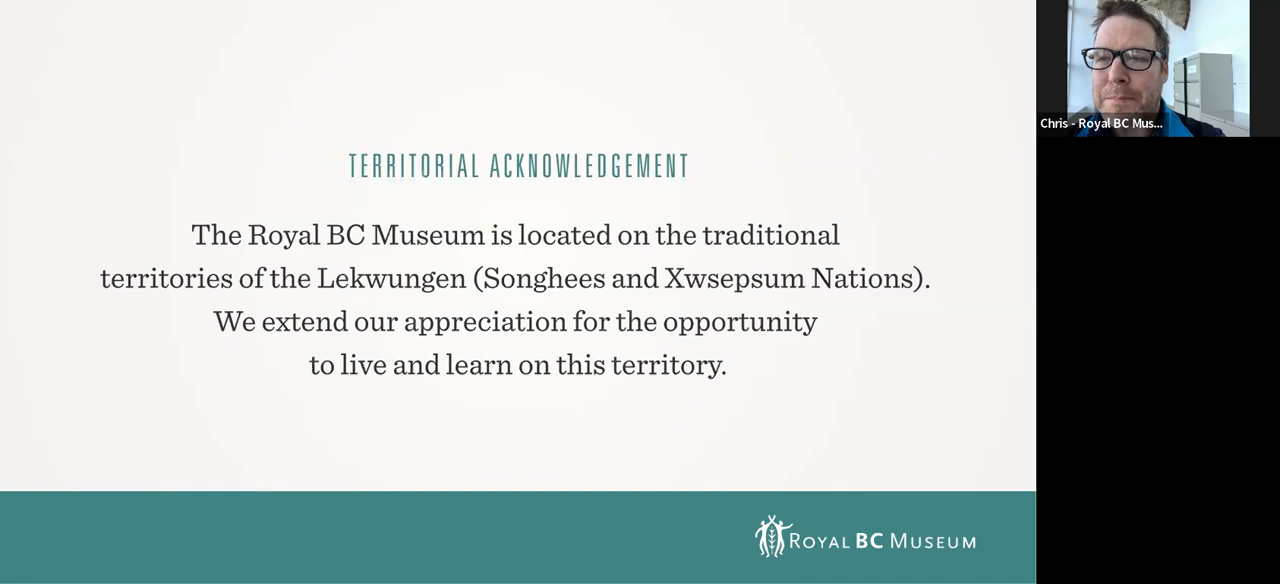 TERRITORIAL ACKNOWLEDGEMENT
The Royal BC Museum is located on the traditional
territories of the Lekwungen (Songhees and Xwsepsum Nations).
We extend our appreciation for the opportunity
to live and learn on this territory.
ROYAL BC MUSEUM
Chris - Royal BC Mus...